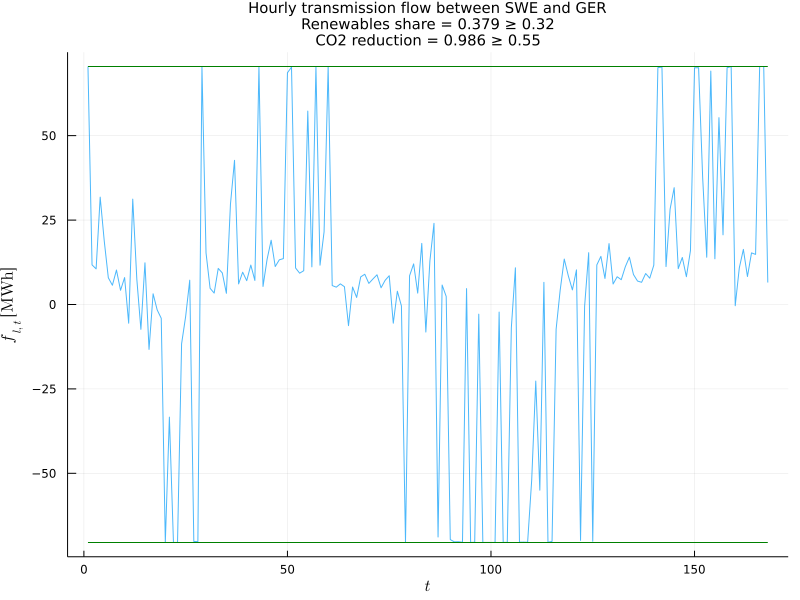 Hourly transmission flow between SWE and GER
Renewables share = 0.379 ≥ 0.32
CO2 reduction = 0.986 ≥ 0.55
50
25
0
−25
−50
f_{l,t} [MWh]
0
50
100
150
t